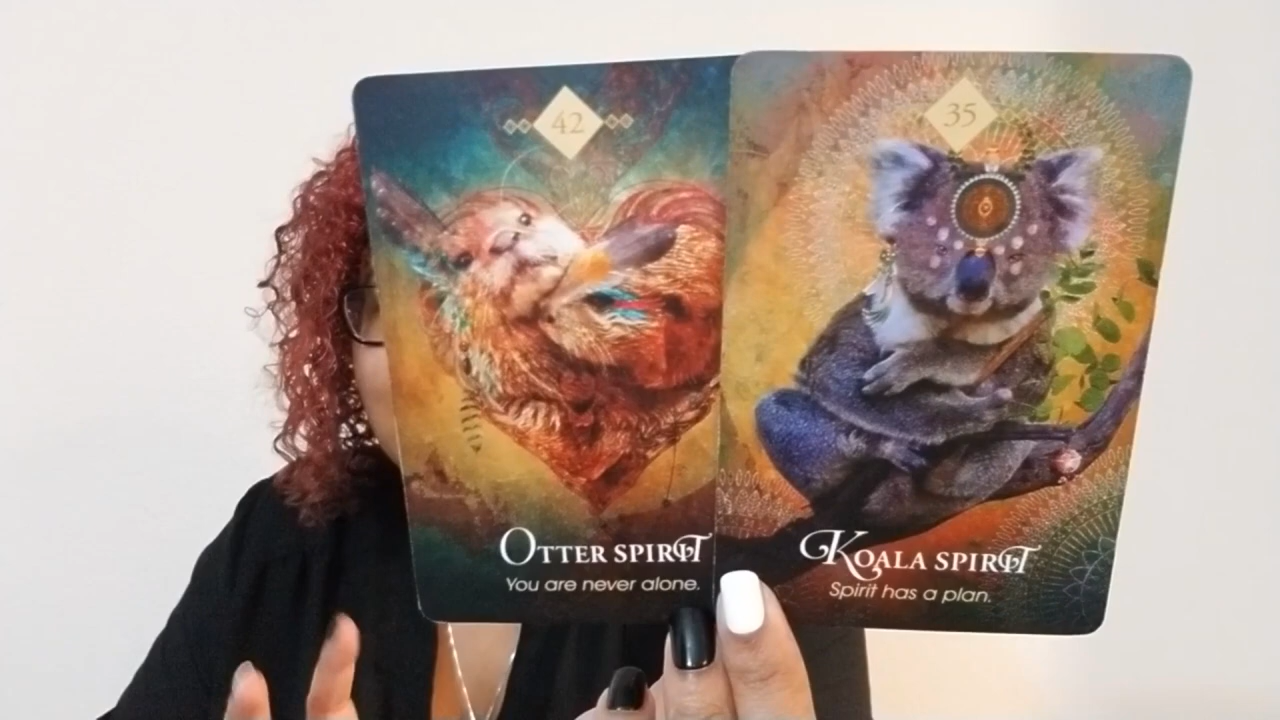 42
OTTER SPIRIT
You are never alone.
35
KOALA SPIRIT
Spirit has a plan.